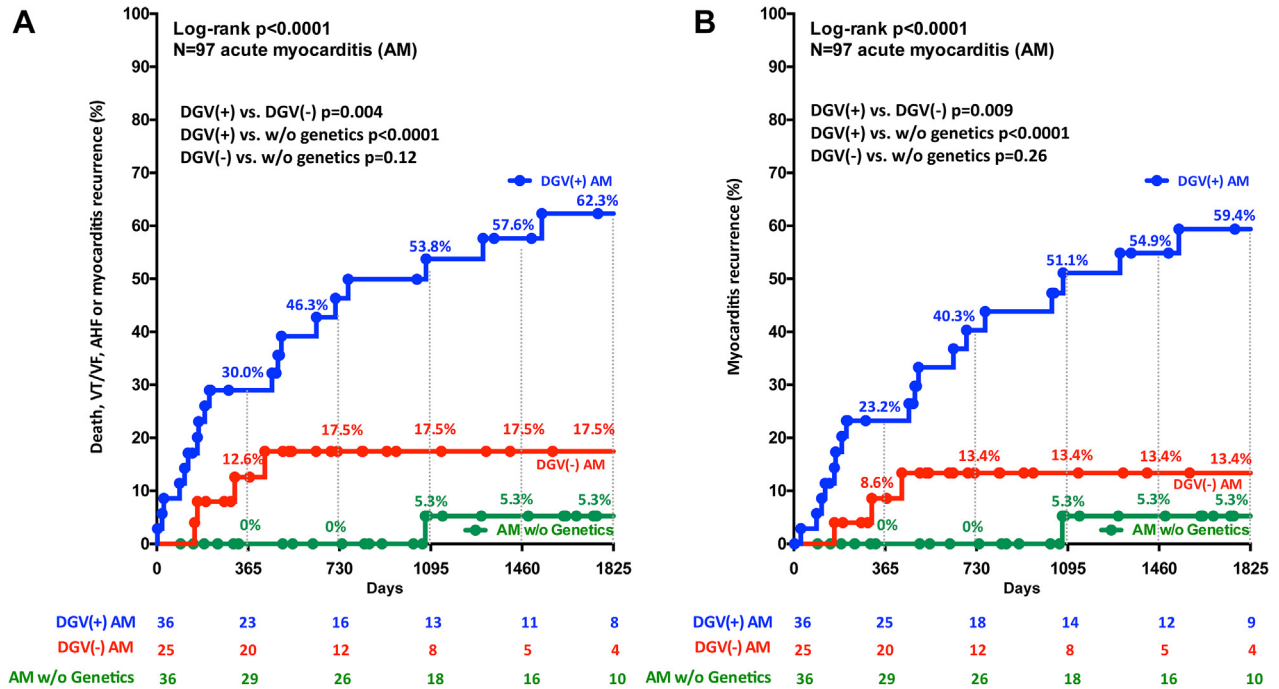 A
Death, VT/VF, AHF or myocarditis recurrence (%)
100
90
80
70
60
50
40
30
20
10
0
Log-rank p<0.0001
N=97 acute myocarditis (AM)
DGV(+) vs. DGV(-) p=0.004
DGV(+) vs. w/o genetics p<0.0001
DGV(-) vs. w/o genetics p=0.12
DGV(+) AM
30.0%
46.3%
53.8%
57.6%
62.3%
12.6%
17.5%
17.5%
17.5%
17.5%
DGV(-) AM
0%
0%
5.3%
5.3%
5.3%
AM w/o Genetics
0 365 730 1095 1460 1825
Days
DGV(+) AM 36 23 16 13 11 8
DGV(-) AM 25 20 12 8 5 4
AM w/o Genetics 36 29 26 18 16 10
B
Myocarditis recurrence (%)
100
90
80
70
60
50
40
30
20
10
0
Log-rank p<0.0001
N=97 acute myocarditis (AM)
DGV(+) vs. DGV(-) p=0.009
DGV(+) vs. w/o genetics p<0.0001
DGV(-) vs. w/o genetics p=0.26
DGV(+) AM
23.2%
40.3%
51.1%
54.9%
59.4%
8.6%
13.4%
13.4%
13.4%
13.4%
DGV(-) AM
0%
0%
5.3%
5.3%
5.3%
AM w/o Genetics
0 365 730 1095 1460 1825
Days
DGV(+) AM 36 25 18 14 12 9
DGV(-) AM 25 20 12 8 5 4
AM w/o Genetics 36 29 26 18 16 10